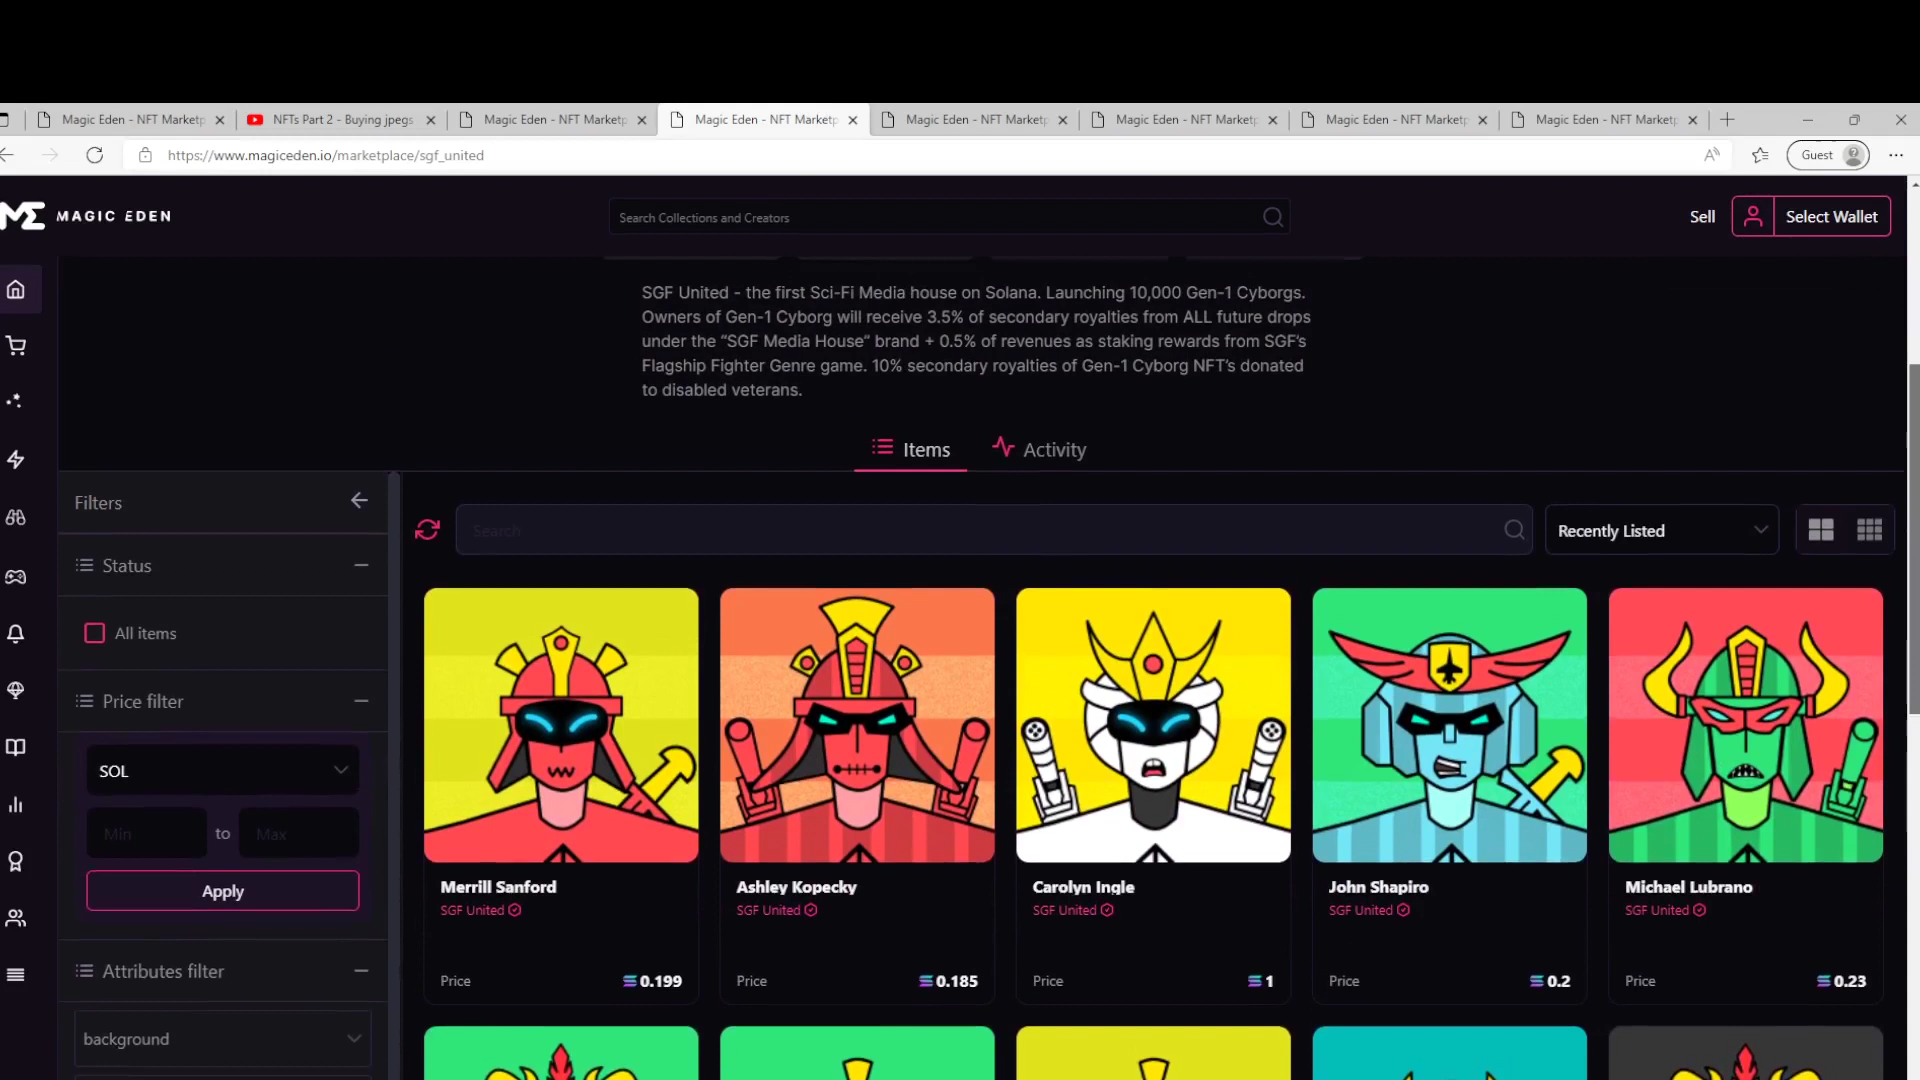 Magic Eden - NFT Marketp
NFTs Part 2 - Buying jpegs
Magic Eden - NFT Marketp
Magic Eden - NFT Marketp
Magic Eden - NFT Marketp
Magic Eden - NFT Marketp
Magic Eden - NFT Marketp
Magic Eden - NFT Marketp
https://www.magiceden.io/marketplace/sgf_united
Guest
MAGIC EDEN
Search Collections and Creators
Sell
Select Wallet
SGF United - the first Sci-Fi Media house on Solana. Launching 10,000 Gen-1 Cyborgs.
Owners of Gen-1 Cyborg will receive 3.5% of secondary royalties from ALL future drops
under the “SGF Media House” brand + 0.5% of revenues as staking rewards from SGF’s
Flagship Fighter Genre game. 10% secondary royalties of Gen-1 Cyborg NFT’s donated
to disabled veterans.
Items
Activity
Filters
Search
Recently Listed
Status
All items
Price filter
SOL
Min to Max
Apply
Attributes filter
background
Merrill Sanford
SGF United
Price 0.199
Ashley Kopecky
SGF United
Price 0.185
Carolyn Ingle
SGF United
Price 1
John Shapiro
SGF United
Price 0.2
Michael Lubrano
SGF United
Price 0.23